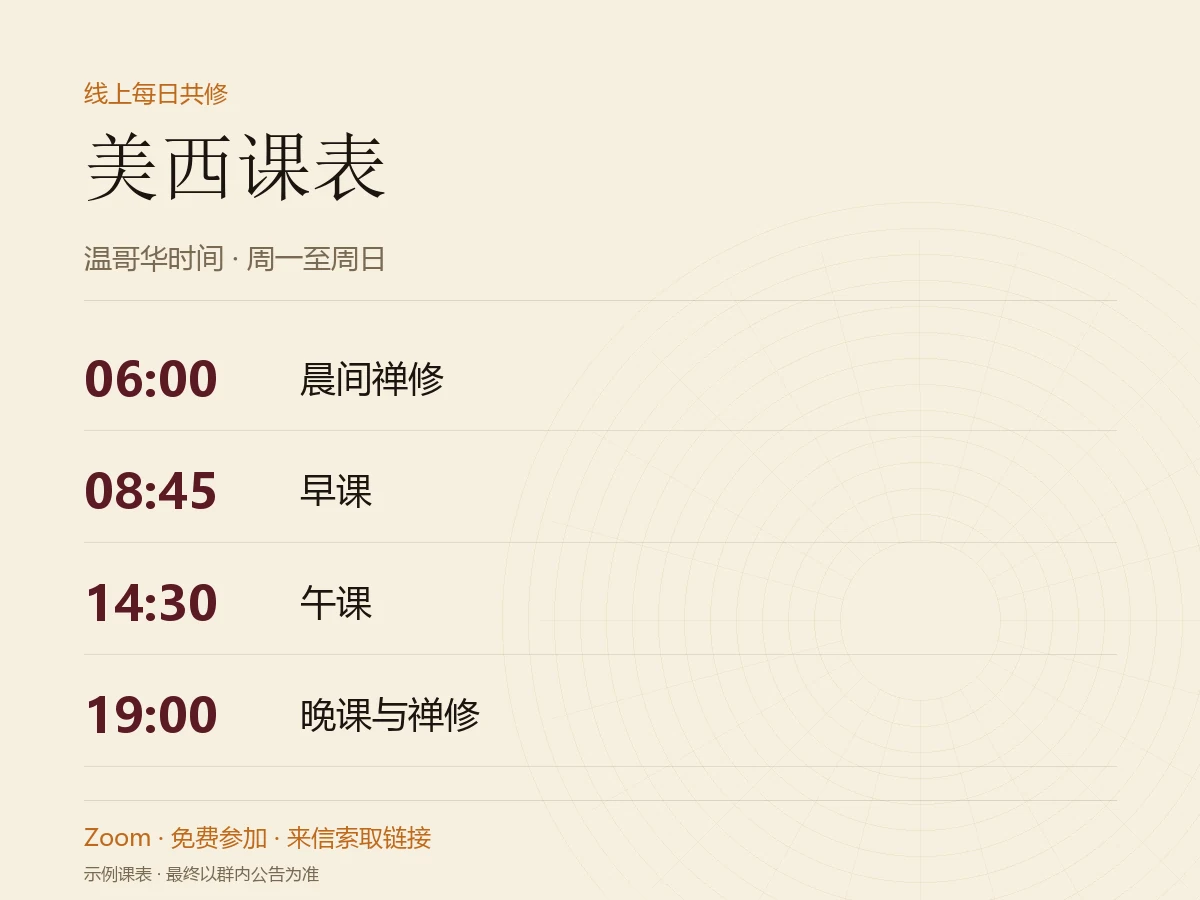 线上每日共修
美西课表
温哥华时间 · 周一至周日
06:00 晨间禅修
08:45 早课
14:30 午课
19:00 晚课与禅修
Zoom · 免费参加 · 来信索取链接
示例课表 · 最终以群内公告为准